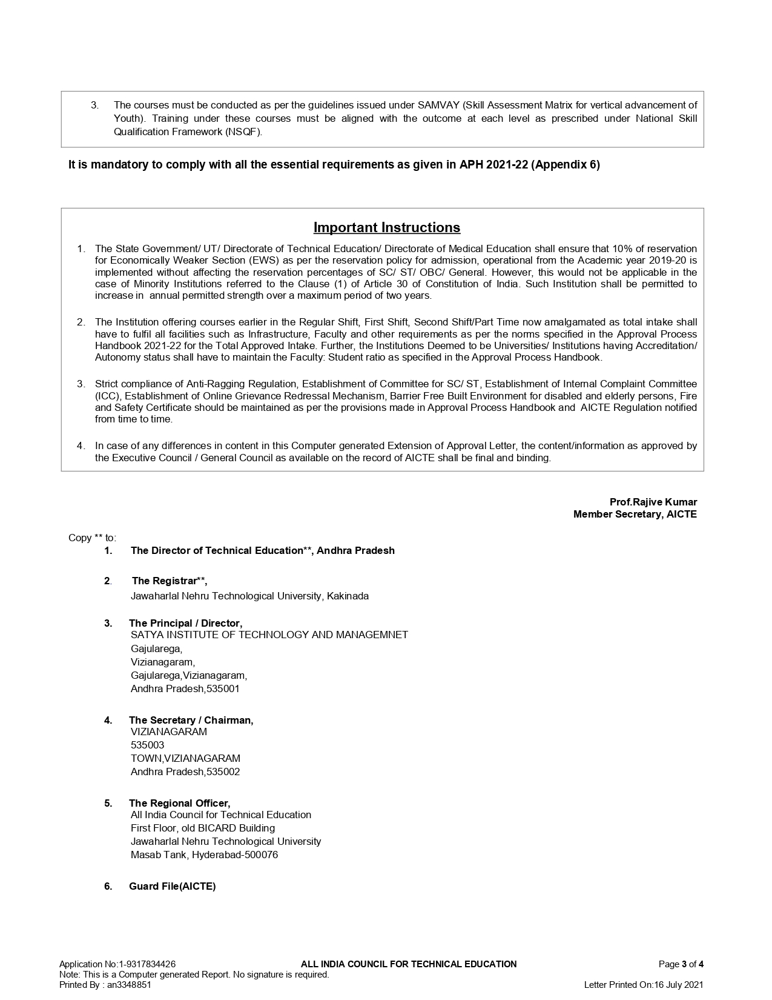 3. The courses must be conducted as per the guidelines issued under SAMVAY (Skill Assessment Matrix for vertical advancement of
Youth). Training under these courses must be aligned with the outcome at each level as prescribed under National Skill
Qualification Framework (NSQF).
It is mandatory to comply with all the essential requirements as given in APH 2021-22 (Appendix 6)
Important Instructions
1. The State Government/ UT/ Directorate of Technical Education/ Directorate of Medical Education shall ensure that 10% of reservation
for Economically Weaker Section (EWS) as per the reservation policy for admission, operational from the Academic year 2019-20 is
implemented without affecting the reservation percentages of SC/ ST/ OBC/ General. However, this would not be applicable in the
case of Minority Institutions referred to the Clause (1) of Article 30 of Constitution of India. Such Institution shall be permitted to
increase in annual permitted strength over a maximum period of two years.
2. The Institution offering courses earlier in the Regular Shift, First Shift, Second Shift/Part Time now amalgamated as total intake shall
have to fulfil all facilities such as Infrastructure, Faculty and other requirements as per the norms specified in the Approval Process
Handbook 2021-22 for the Total Approved Intake. Further, the Institutions Deemed to be Universities/ Institutions having Accreditation/
Autonomy status shall have to maintain the Faculty: Student ratio as specified in the Approval Process Handbook.
3. Strict compliance of Anti-Ragging Regulation, Establishment of Committee for SC/ ST, Establishment of Internal Complaint Committee
(ICC), Establishment of Online Grievance Redressal Mechanism, Barrier Free Built Environment for disabled and elderly persons, Fire
and Safety Certificate should be maintained as per the provisions made in Approval Process Handbook and AICTE Regulation notified
from time to time.
4. In case of any differences in content in this Computer generated Extension of Approval Letter, the content/information as approved by
the Executive Council / General Council as available on the record of AICTE shall be final and binding.
Prof.Rajive Kumar
Member Secretary, AICTE
Copy ** to:
1. The Director of Technical Education**, Andhra Pradesh
2. The Registrar**,
Jawaharlal Nehru Technological University, Kakinada
3. The Principal / Director,
SATYA INSTITUTE OF TECHNOLOGY AND MANAGEMNET
Gajularega,
Vizianagaram,
Gajularega,Vizianagaram,
Andhra Pradesh,535001
4. The Secretary / Chairman,
VIZIANAGARAM
535003
TOWN,VIZIANAGARAM
Andhra Pradesh,535002
5. The Regional Officer,
All India Council for Technical Education
First Floor, old BICARD Building
Jawaharlal Nehru Technological University
Masab Tank, Hyderabad-500076
6. Guard File(AICTE)
Application No:1-9317834426 ALL INDIA COUNCIL FOR TECHNICAL EDUCATION Page 3 of 4
Note: This is a Computer generated Report. No signature is required.
Printed By : an3348851 Letter Printed On:16 July 2021